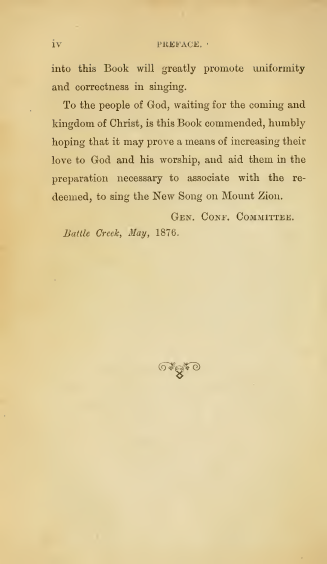 iv PREFACE.
into this Book will greatly promote uniformity
and correctness in singing.
To the people of God, waiting for the coming and
kingdom of Christ, is this Book commended, humbly
hoping that it may prove a means of increasing their
love to God and his worship, and aid them in the
preparation necessary to associate with the re-
deemed, to sing the New Song on Mount Zion.
GEN. CONF. COMMITTEE.
Battle Creek, May, 1876.